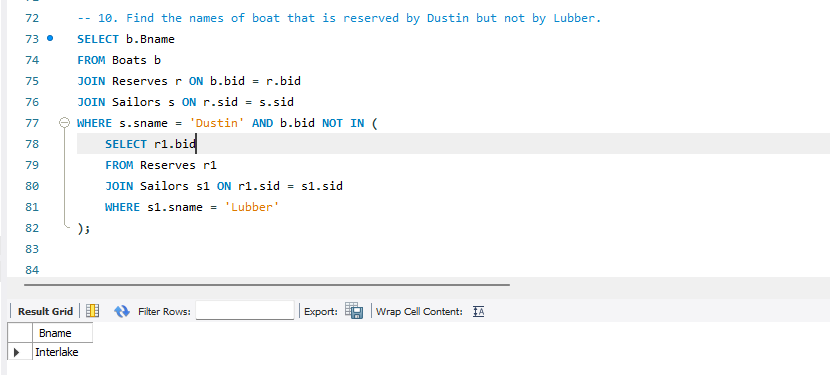 72 -- 10. Find the names of boat that is reserved by Dustin but not by Lubber.
73 SELECT b.Bname
74 FROM Boats b
75 JOIN Reserves r ON b.bid = r.bid
76 JOIN Sailors s ON r.sid = s.sid
77 WHERE s.sname = 'Dustin' AND b.bid NOT IN (
78 SELECT r1.bid
79 FROM Reserves r1
80 JOIN Sailors s1 ON r1.sid = s1.sid
81 WHERE s1.sname = 'Lubber'
82 );
83
84
Result Grid Filter Rows: Export: Wrap Cell Content: IA
Bname
Interlake